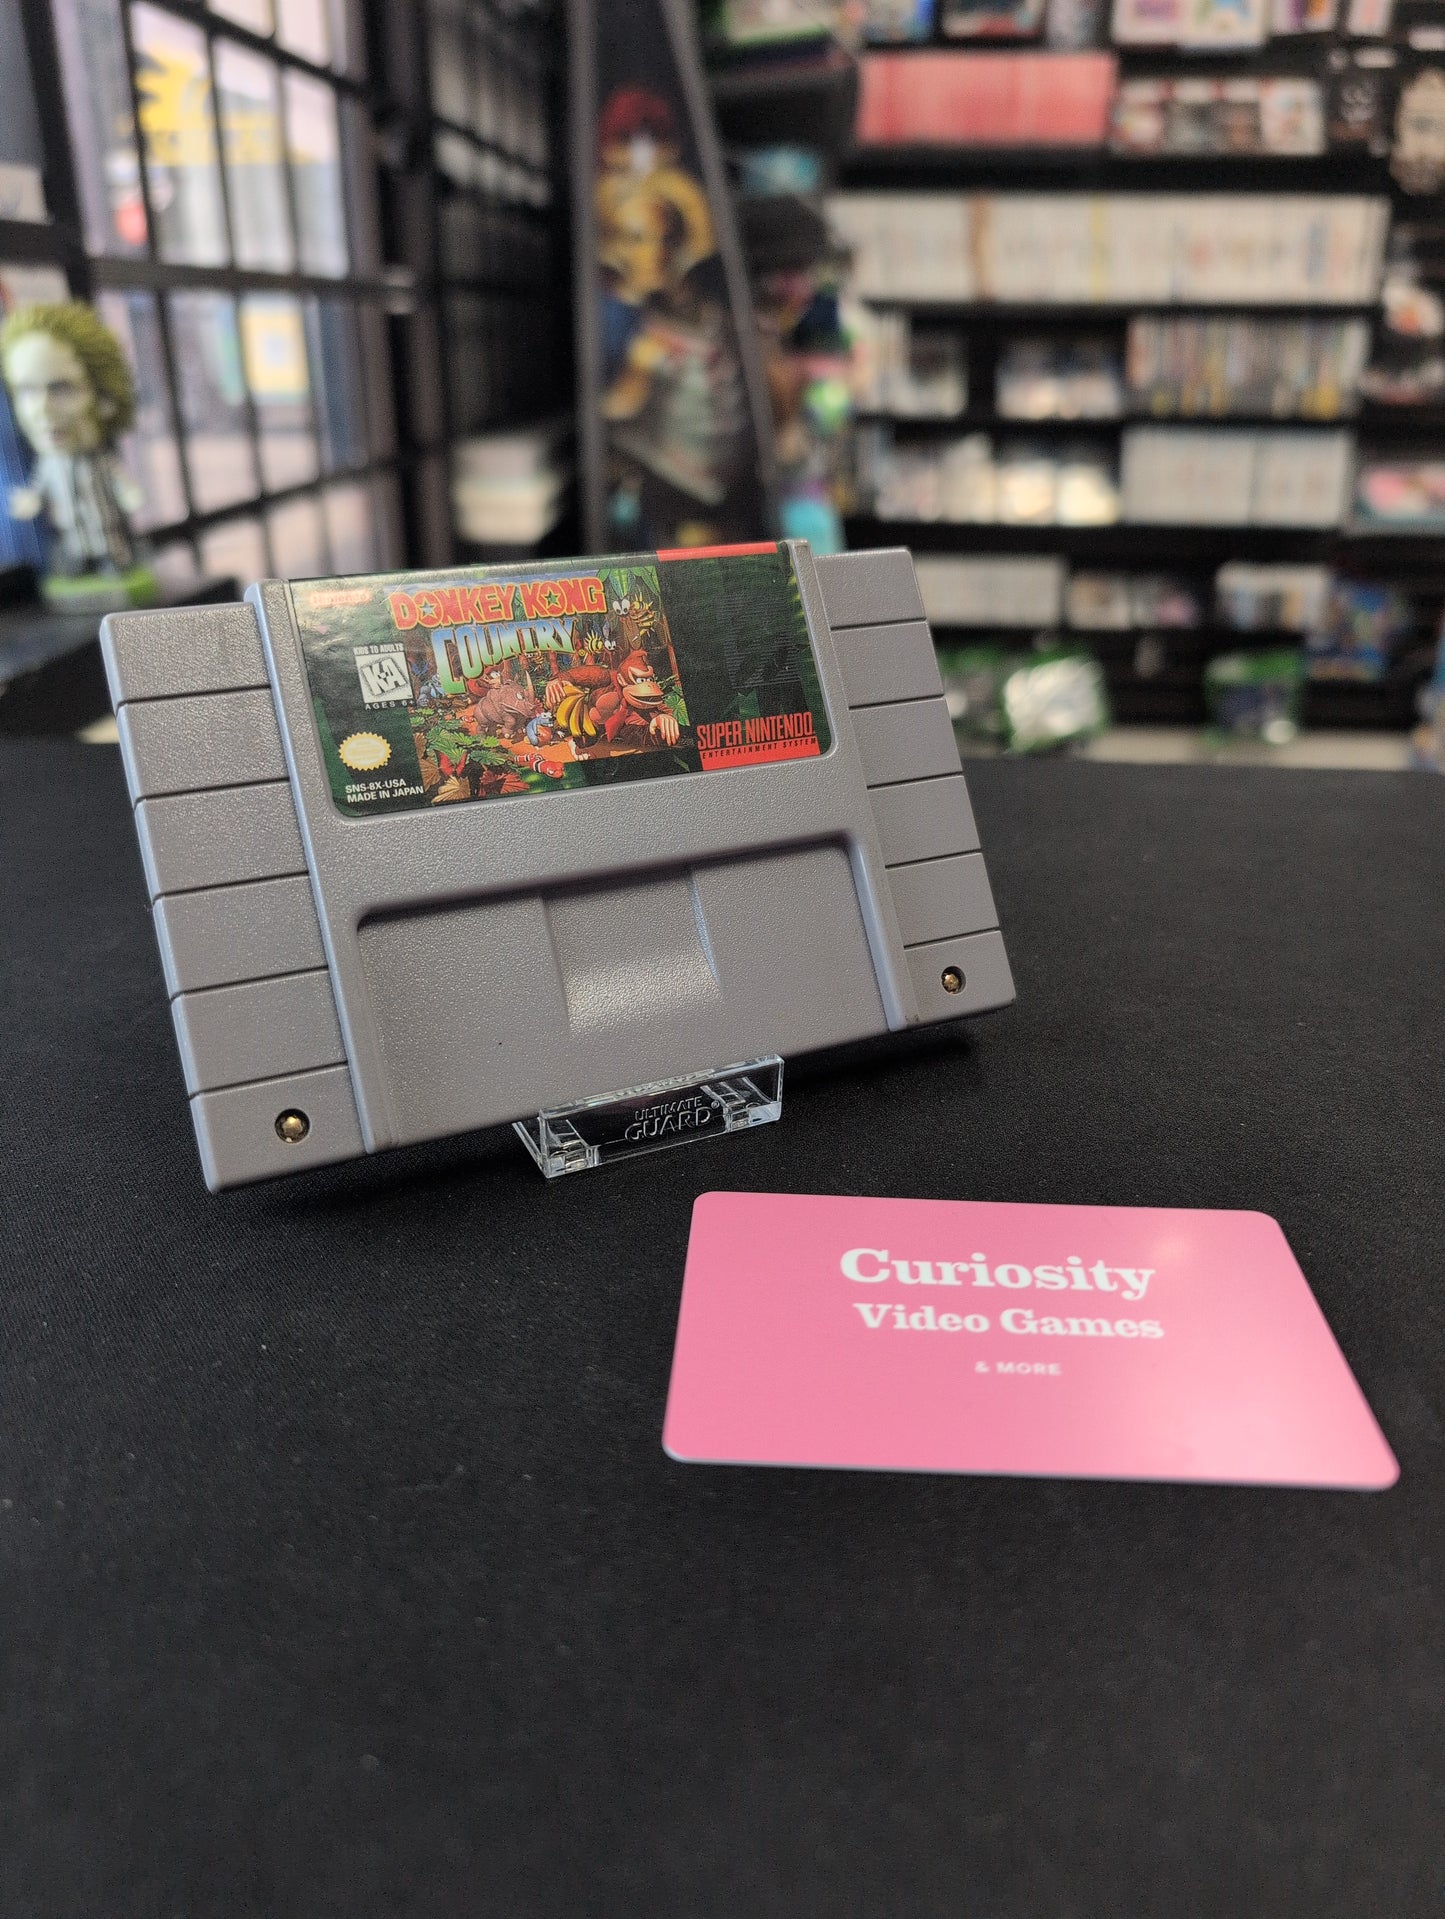 Nintendo
DONKEY KONG
COUNTRY
KIDS TO ADULTS
KA
AGES 6+
SUPER NINTENDO
ENTERTAINMENT SYSTEM
SNS-8X-USA
MADE IN JAPAN
ULTIMATE
GUARD®
Curiosity
Video Games
& MORE